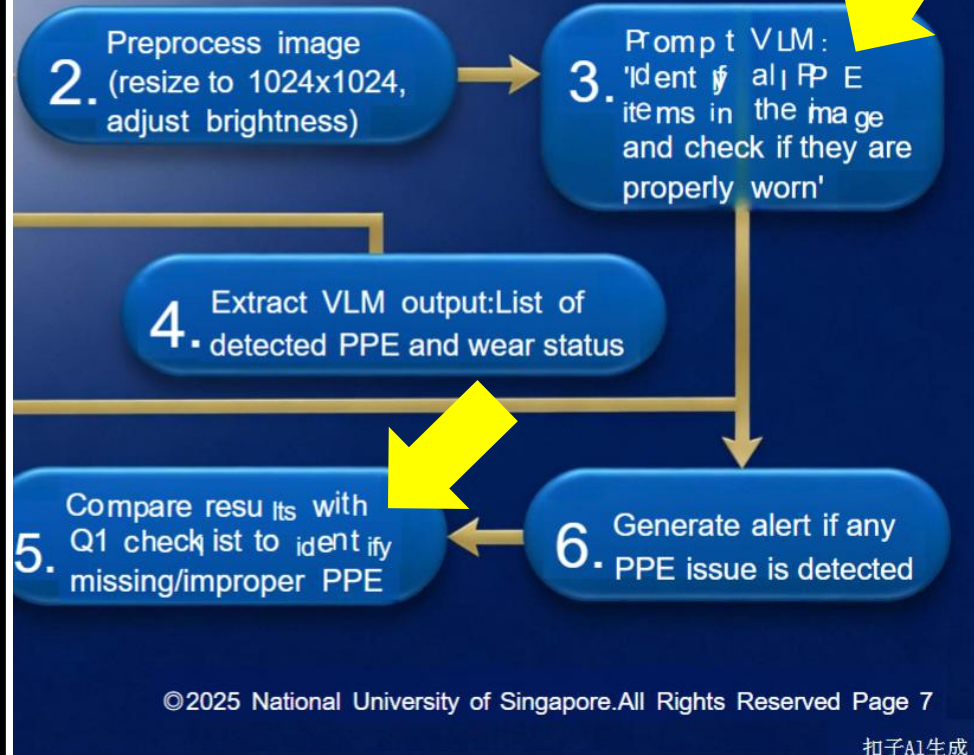 2. Preprocess image
(resize to 1024x1024,
adjust brightness)
3. Prompt VLM:
'Identify all PPE
items in the image
and check if they are
properly worn'
4. Extract VLM output:List of
detected PPE and wear status
5. Compare results with
Q1 checklist to identify
missing/improper PPE
6. Generate alert if any
PPE issue is detected
©2025 National University of Singapore.All Rights Reserved Page 7
扣子AI生成